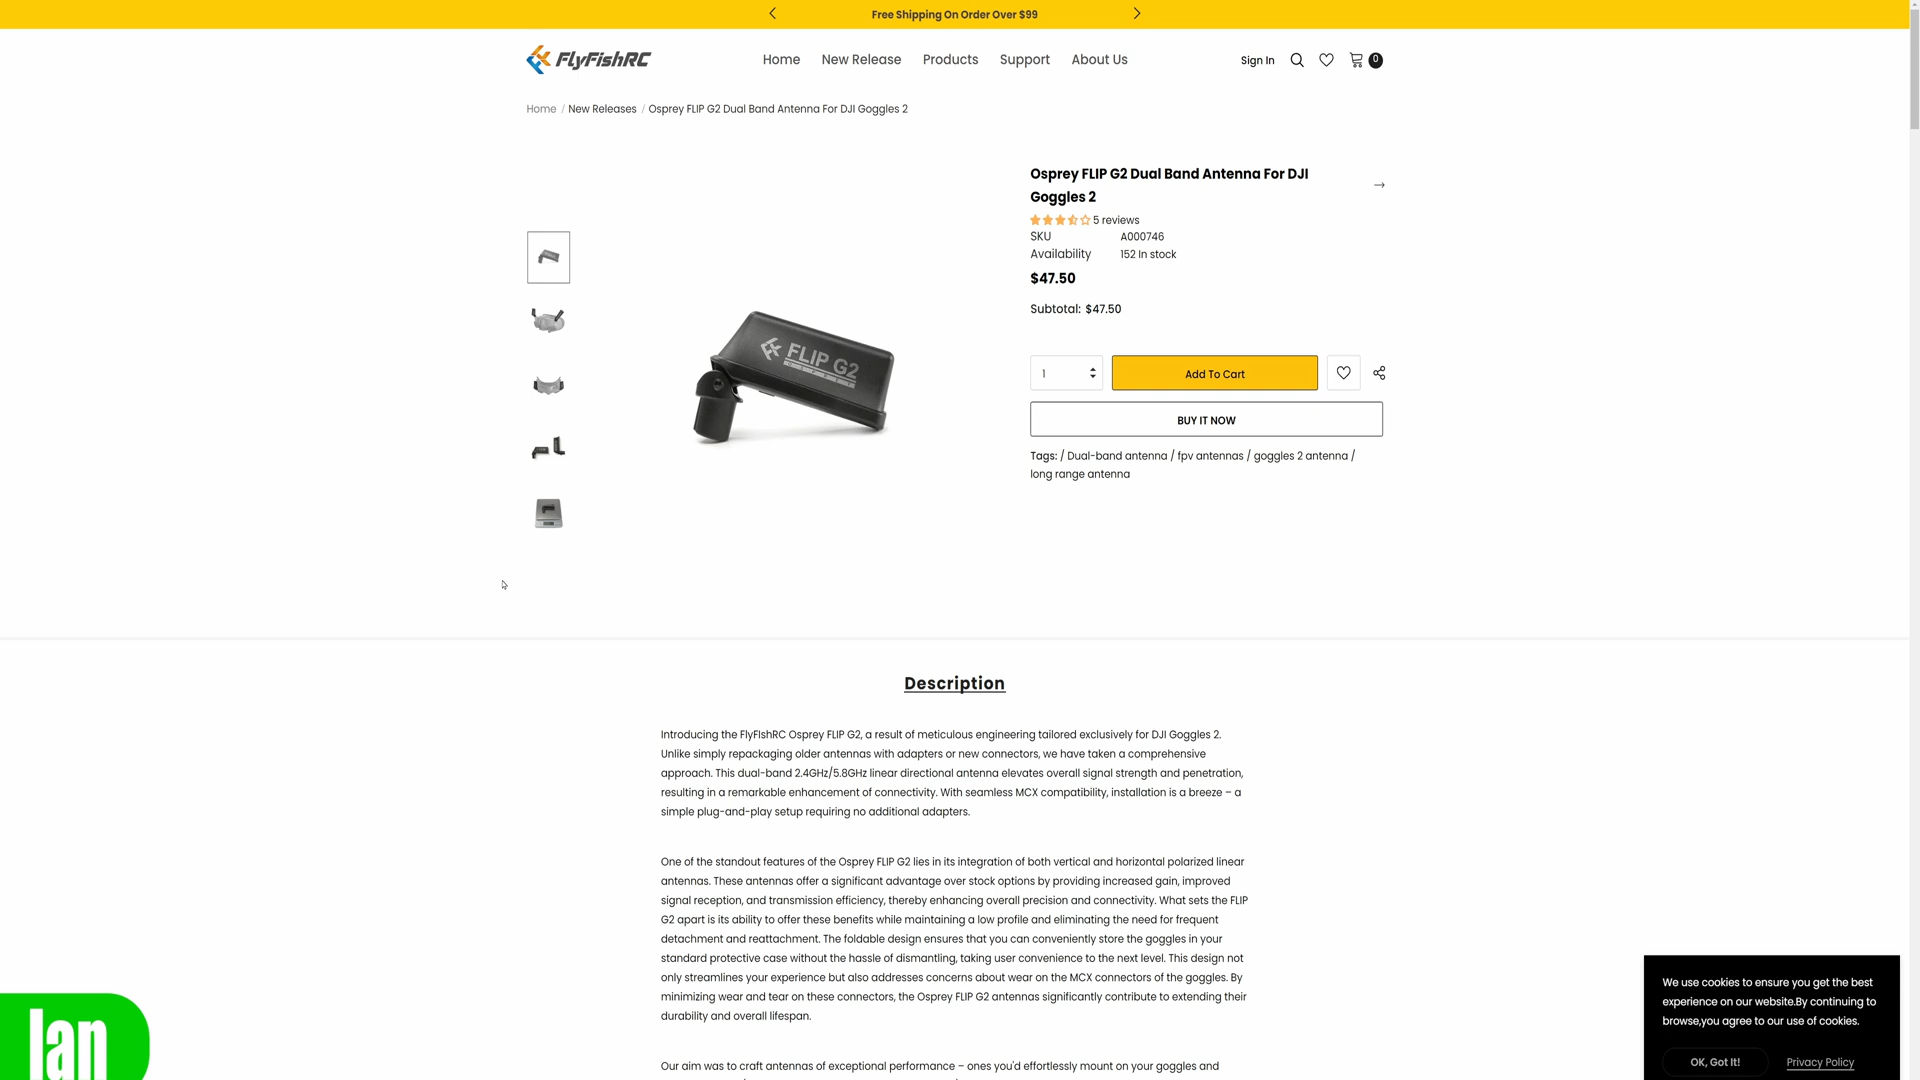 Free Shipping On Order Over $99
FlyFishRC
Home
New Release
Products
Support
About Us
Sign In
0
Home / New Releases / Osprey FLIP G2 Dual Band Antenna For DJI Goggles 2
Osprey FLIP G2 Dual Band Antenna For DJI
Goggles 2
5 reviews
SKU A000746
Availability 152 In stock
$47.50
Subtotal: $47.50
1
Add To Cart
BUY IT NOW
Tags: / Dual-band antenna / fpv antennas / goggles 2 antenna /
long range antenna
FLIP G2
OSPREY
Description
Introducing the FlyFIshRC Osprey FLIP G2, a result of meticulous engineering tailored exclusively for DJI Goggles 2.
Unlike simply repackaging older antennas with adapters or new connectors, we have taken a comprehensive
approach. This dual-band 2.4GHz/5.8GHz linear directional antenna elevates overall signal strength and penetration,
resulting in a remarkable enhancement of connectivity. With seamless MCX compatibility, installation is a breeze – a
simple plug-and-play setup requiring no additional adapters.
One of the standout features of the Osprey FLIP G2 lies in its integration of both vertical and horizontal polarized linear
antennas. These antennas offer a significant advantage over stock options by providing increased gain, improved
signal reception, and transmission efficiency, thereby enhancing overall precision and connectivity. What sets the FLIP
G2 apart is its ability to offer these benefits while maintaining a low profile and eliminating the need for frequent
detachment and reattachment. The foldable design ensures that you can conveniently store the goggles in your
standard protective case without the hassle of dismantling, taking user convenience to the next level. This design not
only streamlines your experience but also addresses concerns about wear on the MCX connectors of the goggles. By
minimizing wear and tear on these connectors, the Osprey FLIP G2 antennas significantly contribute to extending their
durability and overall lifespan.
Our aim was to craft antennas of exceptional performance – ones you'd effortlessly mount on your goggles and
We use cookies to ensure you get the best
experience on our website.By continuing to
browse,you agree to our use of cookies.
OK, Got It!
Privacy Policy
Ian